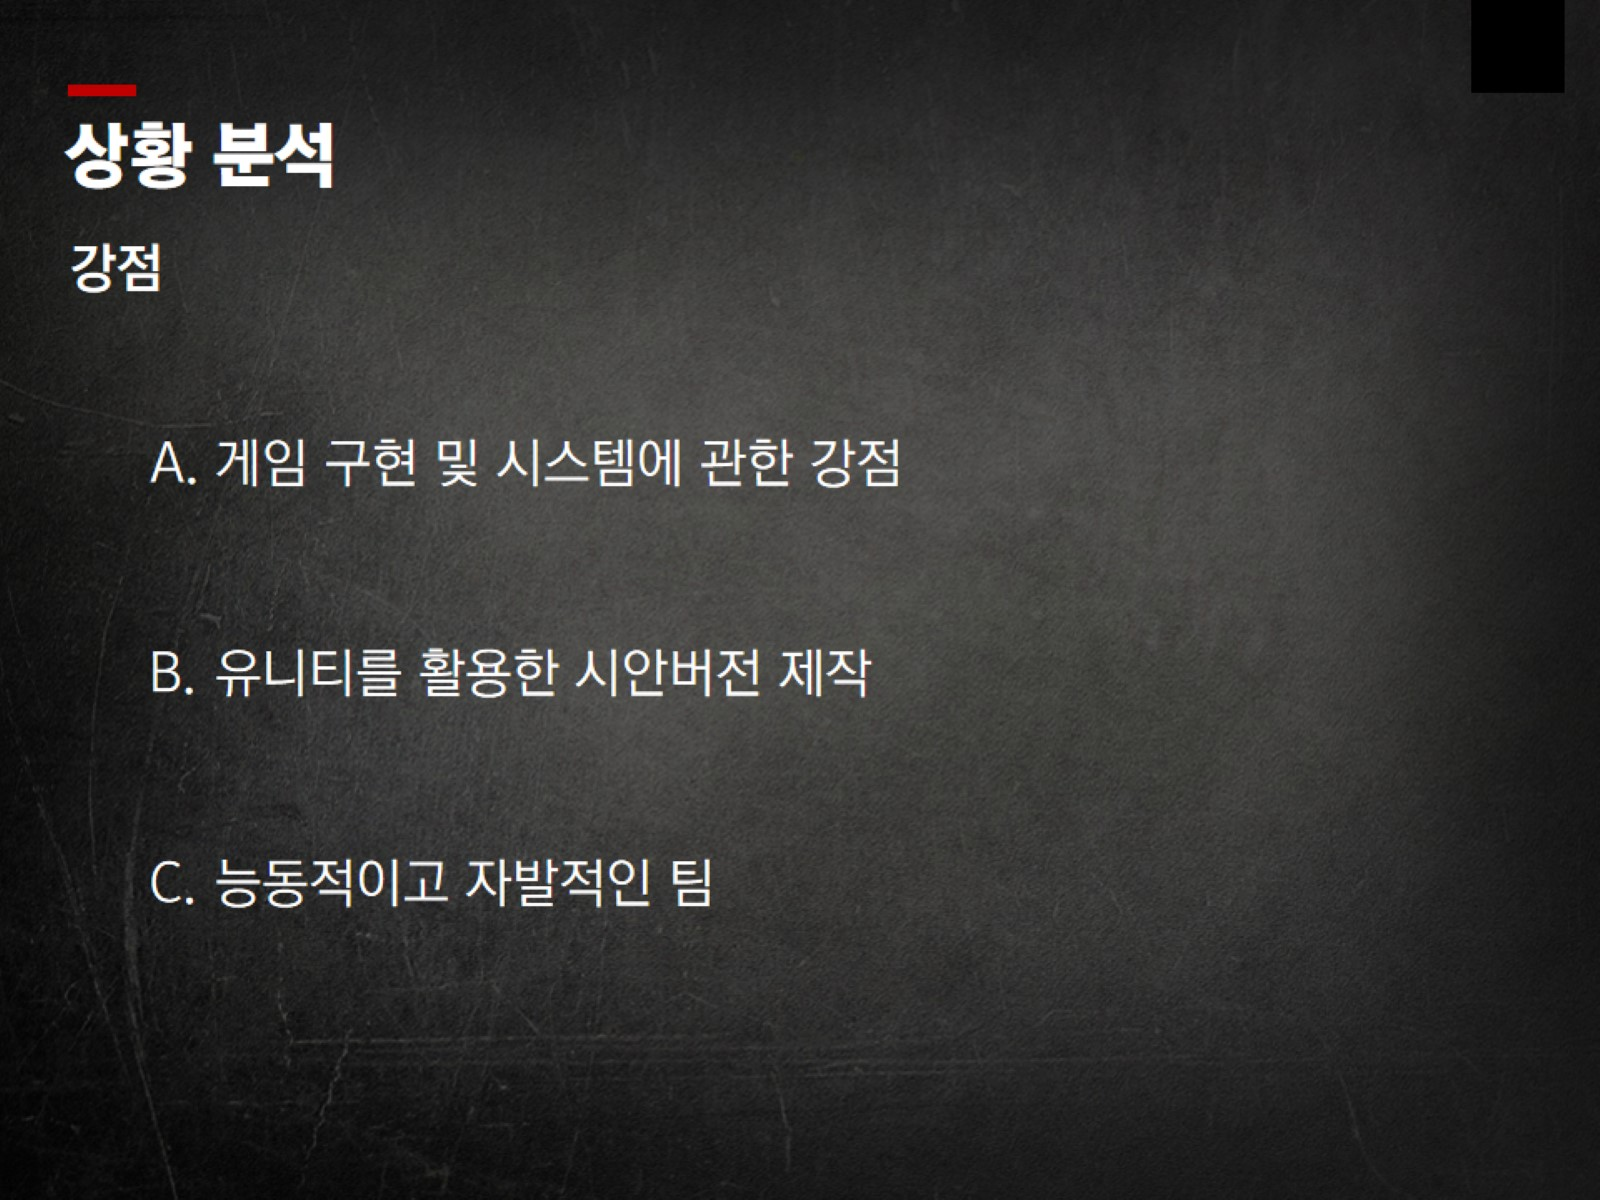 상황 분석
강점
A. 게임 구현 및 시스템에 관한 강점
B. 유니티를 활용한 시안버전 제작
C. 능동적이고 자발적인 팀